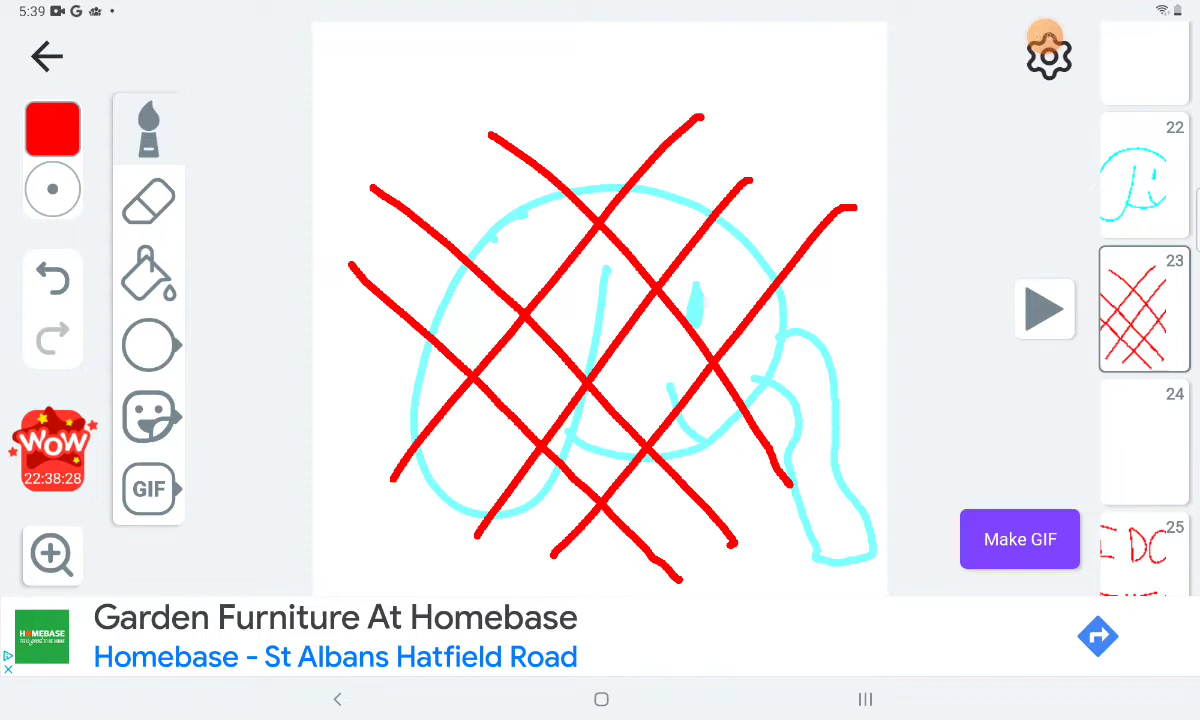 5:39
22
23
24
25
I DC
WOW
22:38:28
GIF
Make GIF
HOMEBASE
Garden Furniture At Homebase
Homebase - St Albans Hatfield Road